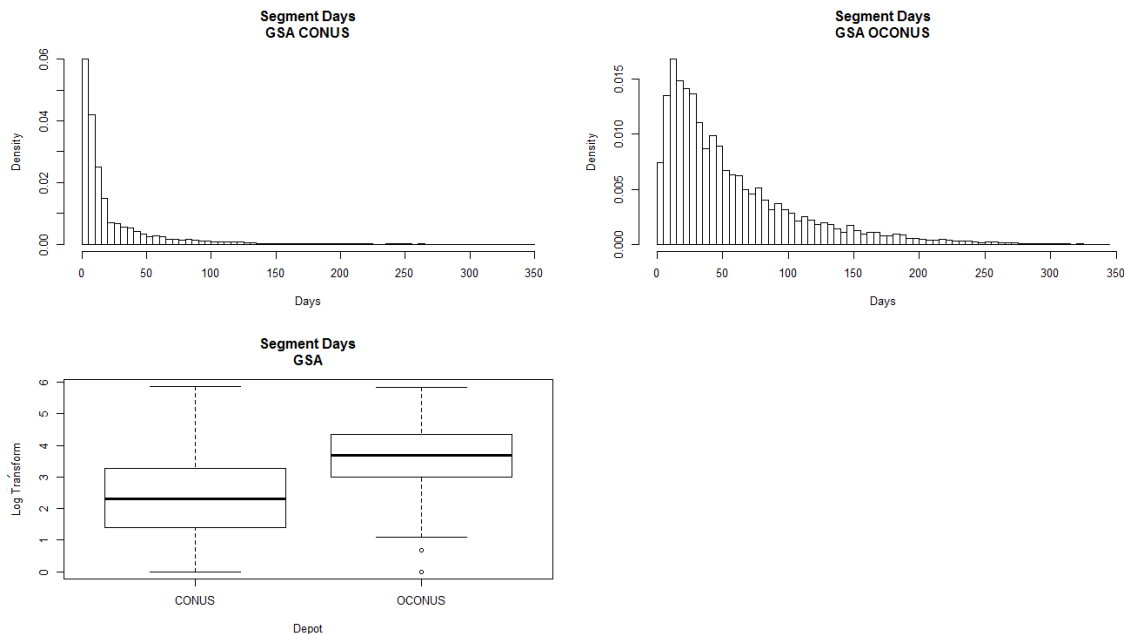 Segment Days
GSA CONUS
Density
0.00
0.02
0.04
0.06
0
50
100
150
200
250
300
350
Days
Segment Days
GSA OCONUS
Density
0.000
0.005
0.010
0.015
0
50
100
150
200
250
300
350
Days
Segment Days
GSA
Log Transform
0
1
2
3
4
5
6
CONUS
OCONUS
Depot